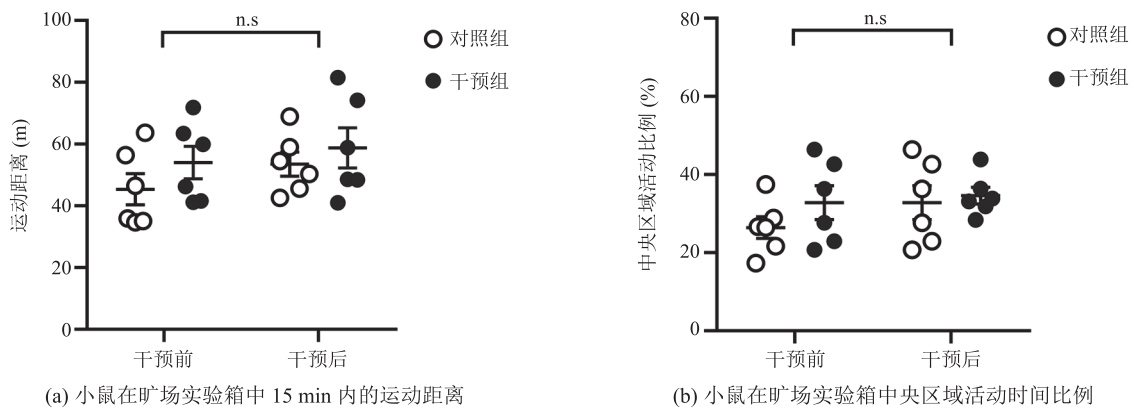 n.s
100
80
60
40
20
0
运动距离 (m)
对照组
干预组
干预前
干预后
(a) 小鼠在旷场实验箱中 15 min 内的运动距离
n.s
80
60
40
20
0
中央区域活动比例 (%)
对照组
干预组
干预前
干预后
(b) 小鼠在旷场实验箱中央区域活动时间比例